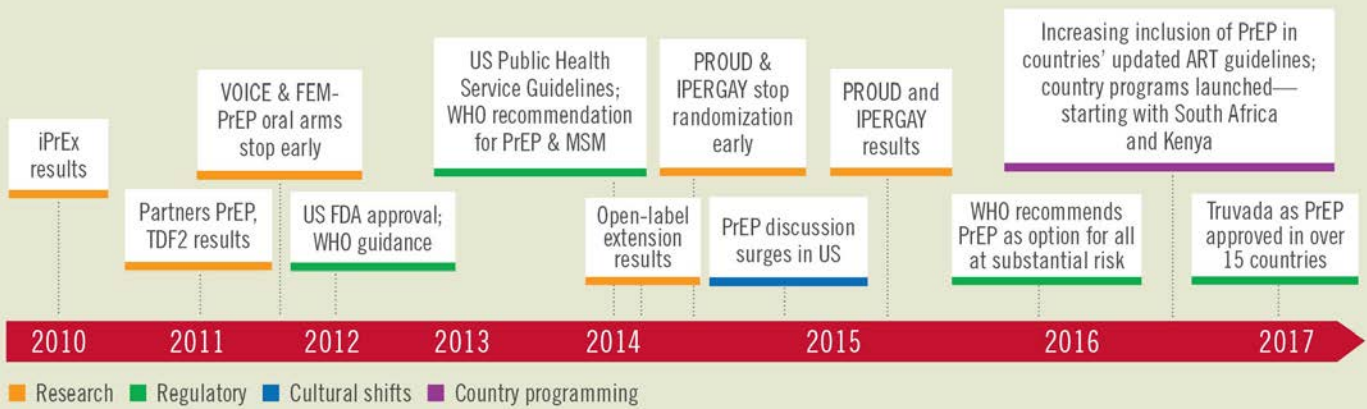 iPrEx
results
Partners PrEP,
TDF2 results
VOICE & FEM-
PrEP oral arms
stop early
US FDA approval;
WHO guidance
US Public Health
Service Guidelines;
WHO recommendation
for PrEP & MSM
Open-label
extension
results
PROUD &
IPERGAY stop
randomization
early
PrEP discussion
surges in US
PROUD and
IPERGAY
results
WHO recommends
PrEP as option for all
at substantial risk
Increasing inclusion of PrEP in
countries’ updated ART guidelines;
country programs launched—
starting with South Africa
and Kenya
Truvada as PrEP
approved in over
15 countries
2010 2011 2012 2013 2014 2015 2016 2017
Research Regulatory Cultural shifts Country programming